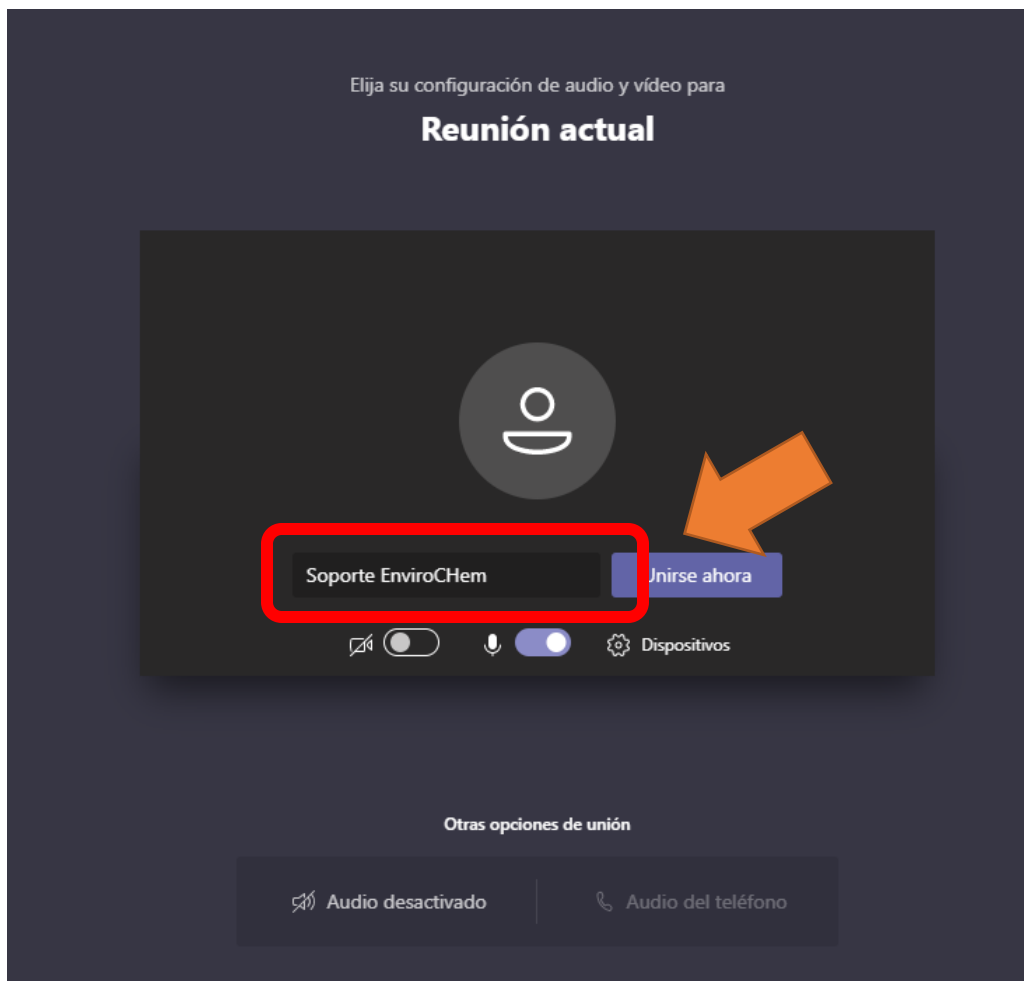 Elija su configuración de audio y vídeo para
Reunión actual
Soporte EnviroCHem
Unirse ahora
Dispositivos
Otras opciones de unión
Audio desactivado
Audio del teléfono